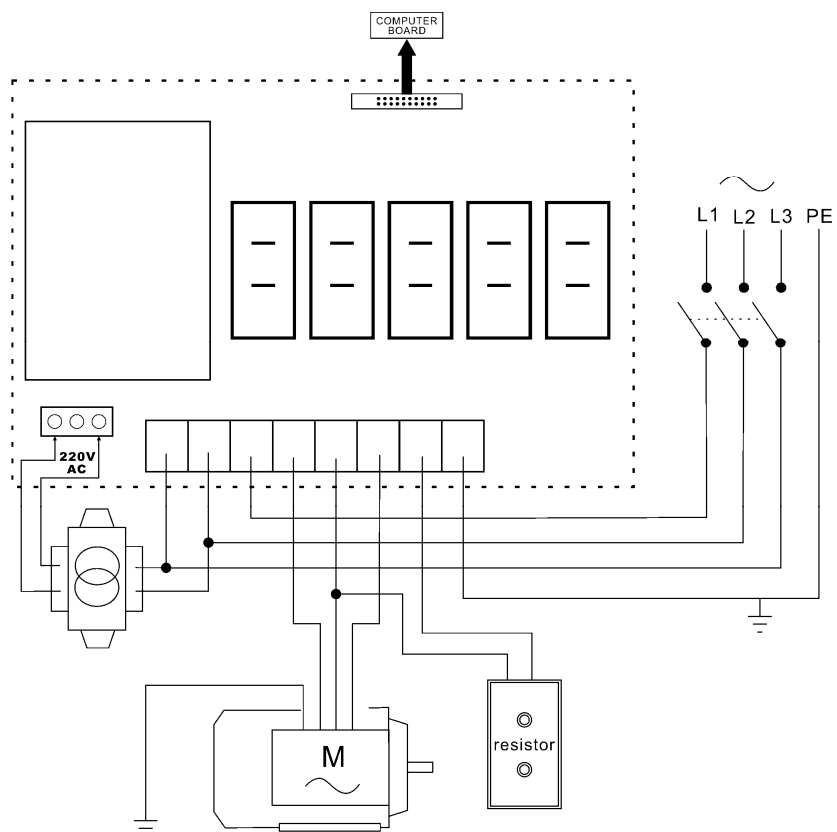 COMPUTER
BOARD
L1 L2 L3 PE
220V
AC
M
resistor